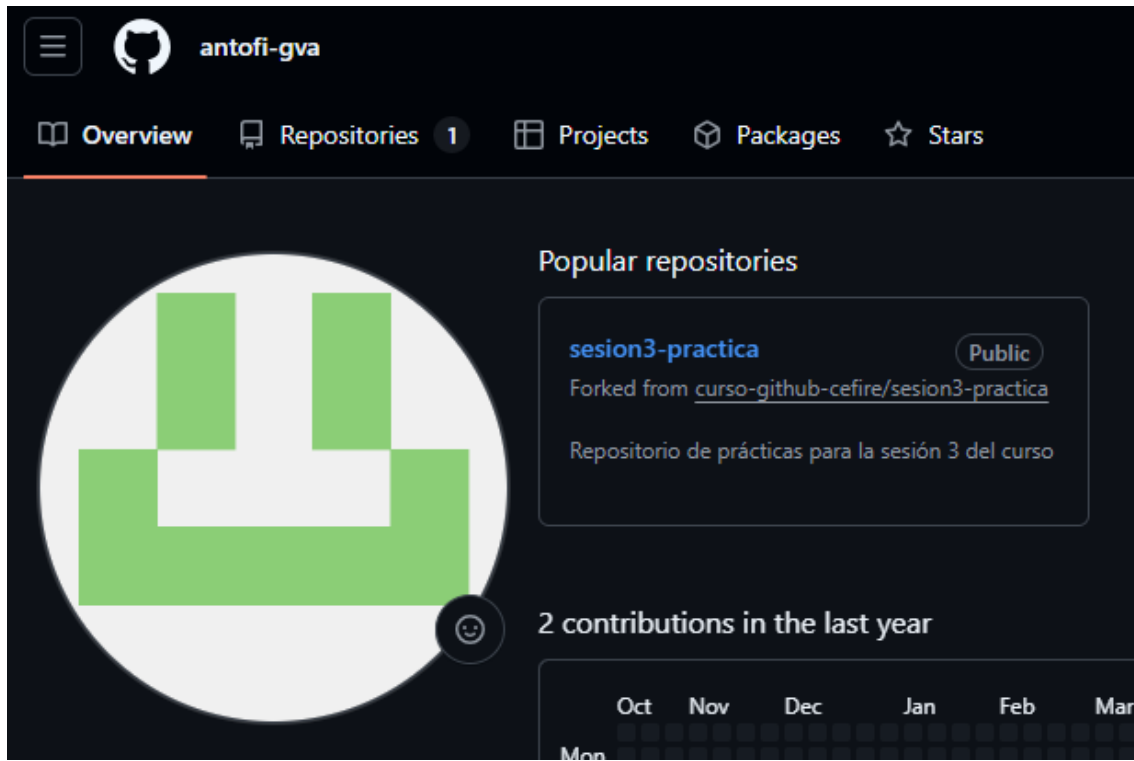 antofi-gva
Overview Repositories 1 Projects Packages Stars
Popular repositories
sesion3-practica Public
Forked from curso-github-cefire/sesion3-practica
Repositorio de prácticas para la sesión 3 del curso
2 contributions in the last year
Oct Nov Dec Jan Feb Mar
Mon